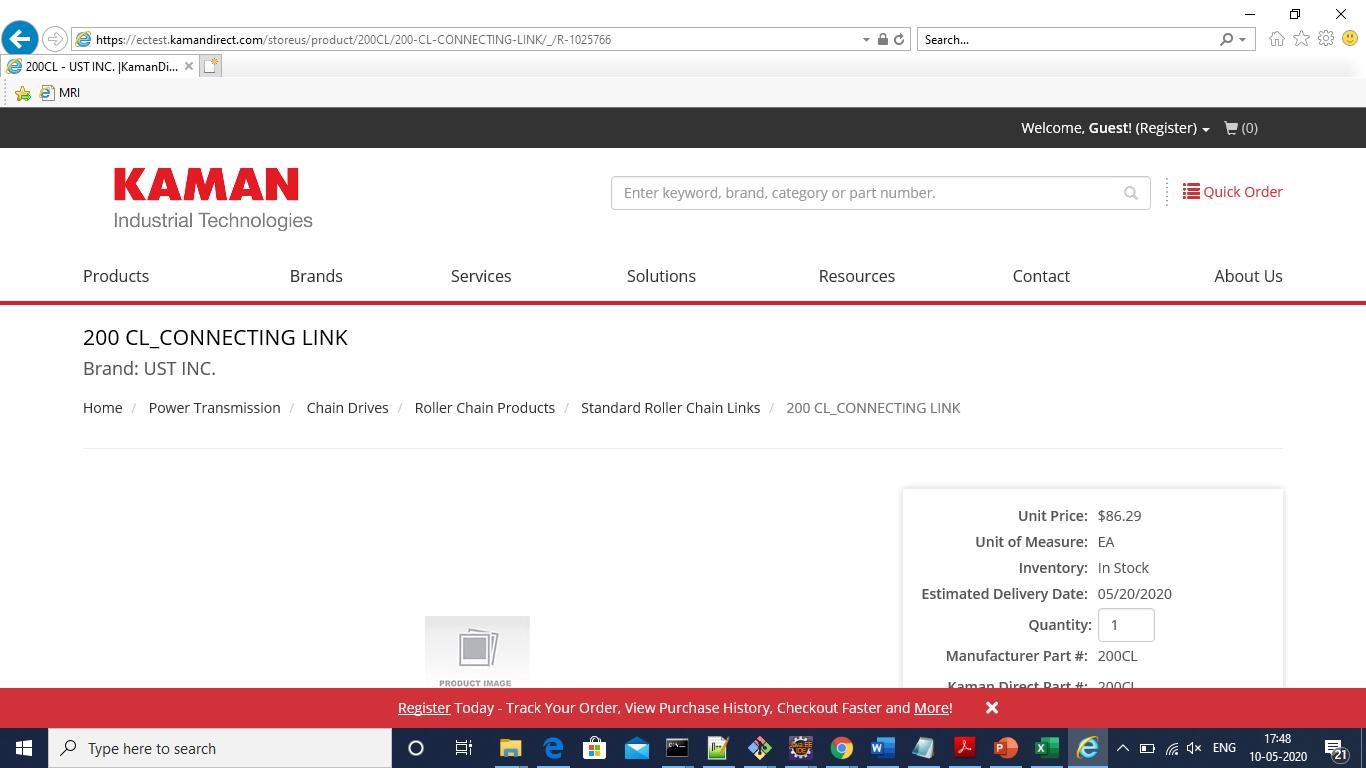 https://ectest.kamandirect.com/storeus/product/200CL/200-CL-CONNECTING-LINK/_/R-1025766
Search...
200CL - UST INC. |KamanDi...
MRI
Welcome, Guest! (Register) (0)
KAMAN
Industrial Technologies
Enter keyword, brand, category or part number.
Quick Order
Products Brands Services Solutions Resources Contact About Us
200 CL_CONNECTING LINK
Brand: UST INC.
Home / Power Transmission / Chain Drives / Roller Chain Products / Standard Roller Chain Links / 200 CL_CONNECTING LINK
Unit Price: $86.29
Unit of Measure: EA
Inventory: In Stock
Estimated Delivery Date: 05/20/2020
Quantity: 1
Manufacturer Part #: 200CL
Kaman Direct Part #: 200CL
PRODUCT IMAGE
Register Today - Track Your Order, View Purchase History, Checkout Faster and More!
Type here to search
ENG
17:48
10-05-2020
21